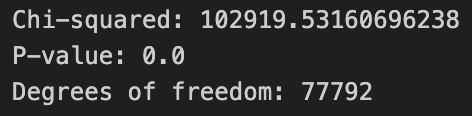 Chi-squared: 102919.53160696238
P-value: 0.0
Degrees of freedom: 77792